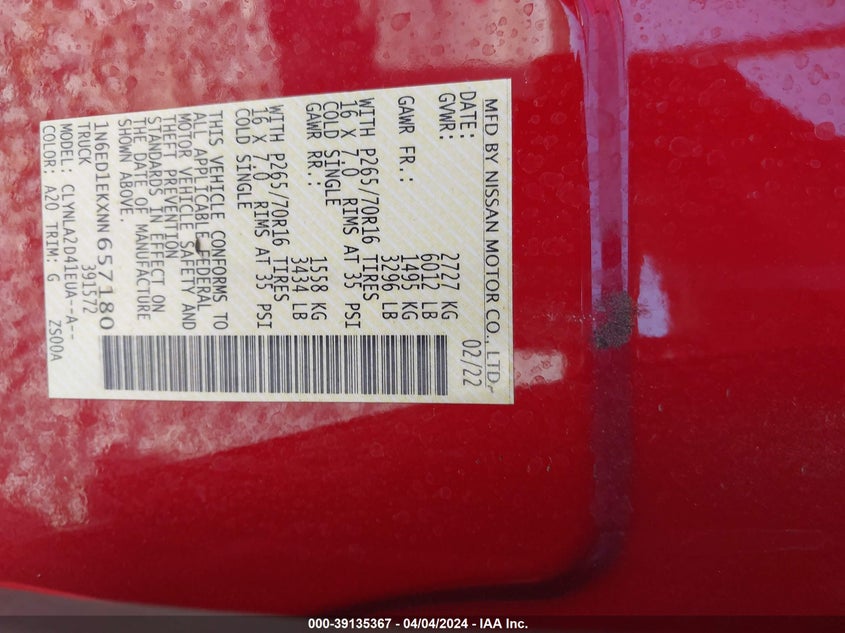 MFD BY NISSAN MOTOR CO., LTD.
DATE: 02/22
GVWR: 2727 KG
6012 LB
GAWR FR.: 1495 KG
3296 LB
WITH P265/70R16 TIRES
16 X 7.0 RIMS AT 35 PSI
COLD SINGLE
GAWR RR.: 1558 KG
3434 LB
WITH P265/70R16 TIRES
16 X 7.0 RIMS AT 35 PSI
COLD SINGLE
THIS VEHICLE CONFORMS TO
ALL APPLICABLE FEDERAL
MOTOR VEHICLE SAFETY AND
THEFT PREVENTION
STANDARDS IN EFFECT ON
THE DATE OF MANUFACTURE
SHOWN ABOVE.
1N6ED1EKXNN657180
TRUCK 391572
MODEL: CLYNLA2D41EUA--A--
COLOR: A20 TRIM: G ZS00A
000-39135367 - 04/04/2024 - IAA Inc.